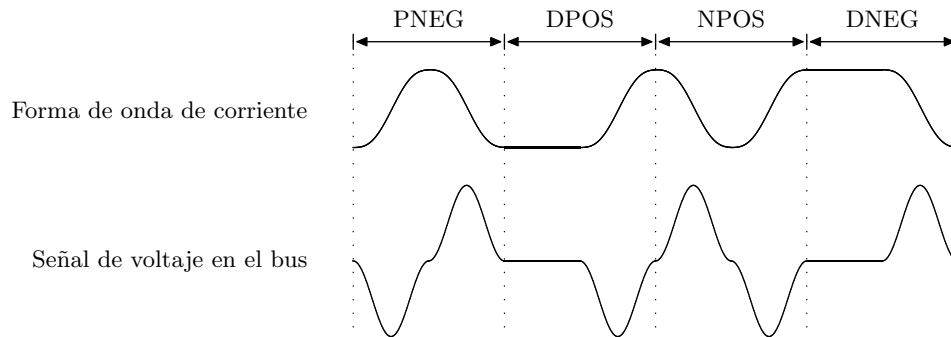 PNEG DPOS NPOS DNEG
Forma de onda de corriente
Señal de voltaje en el bus